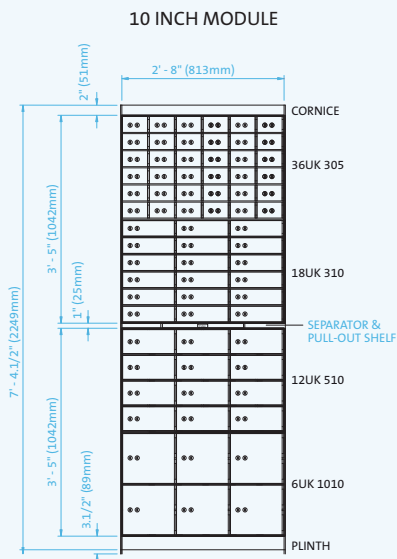 10 INCH MODULE
2' - 8" (813mm)
2" (51mm)
CORNICE
36UK 305
3' - 5" (1042mm)
18UK 310
1" (25mm)
SEPARATOR &
PULL-OUT SHELF
7' - 4.1/2" (2249mm)
12UK 510
3' - 5" (1042mm)
6UK 1010
3.1/2" (89mm)
PLINTH